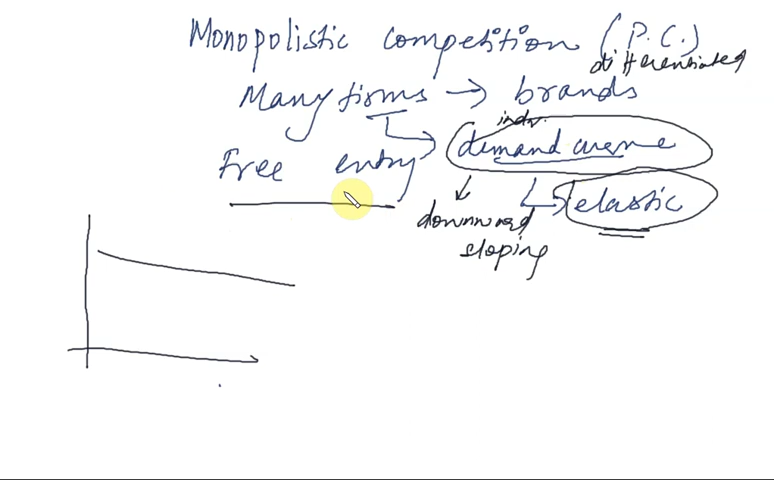 Monopolistic competition (P.C.)
differentiated
Many firms → brands
indv.
demand curve
Free entry
elastic
downward
sloping